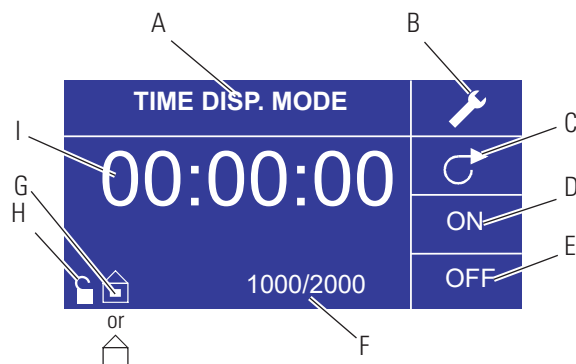 A
B
TIME DISP. MODE
I
00:00:00
C
G
H
ON
D
1000/2000
OFF
E
or
F